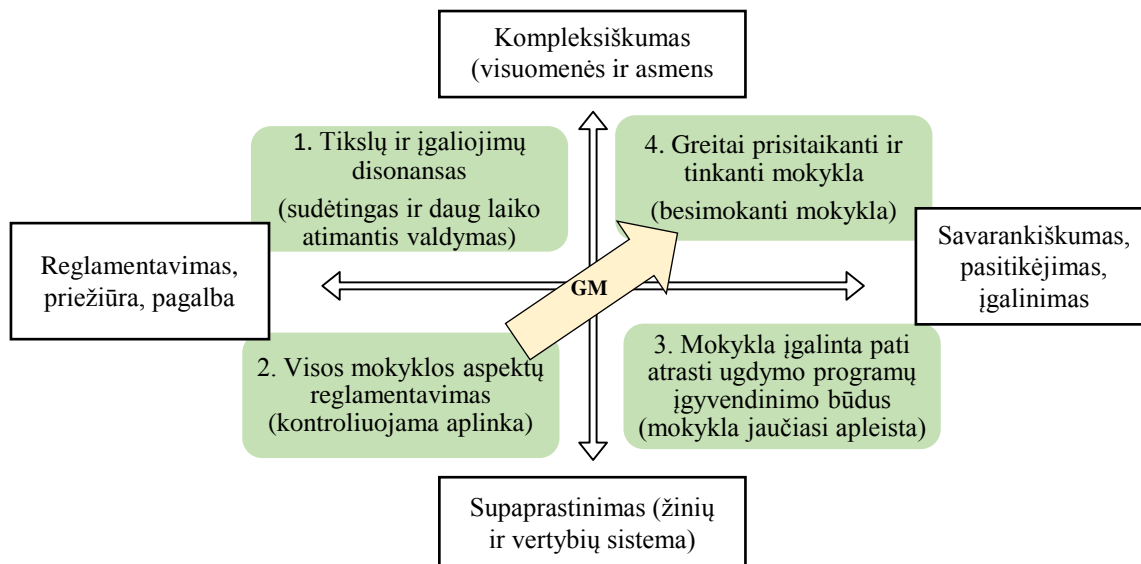 Kompleksiškumas
(visuomenės ir asmens
1. Tikslų ir įgaliojimų
disonansas
(sudėtingas ir daug laiko
atimantis valdymas)
4. Greitai prisitaikanti ir
tinkanti mokykla
(besimokanti mokykla)
Reglamentavimas,
priežiūra, pagalba
GM
Savarankiškumas,
pasitikėjimas,
įgalinimas
2. Visos mokyklos aspektų
reglamentavimas
(kontroliuojama aplinka)
3. Mokykla įgalinta pati
atrasti ugdymo programų
įgyvendinimo būdus
(mokykla jaučiasi apleista)
Supaprastinimas (žinių
ir vertybių sistema)